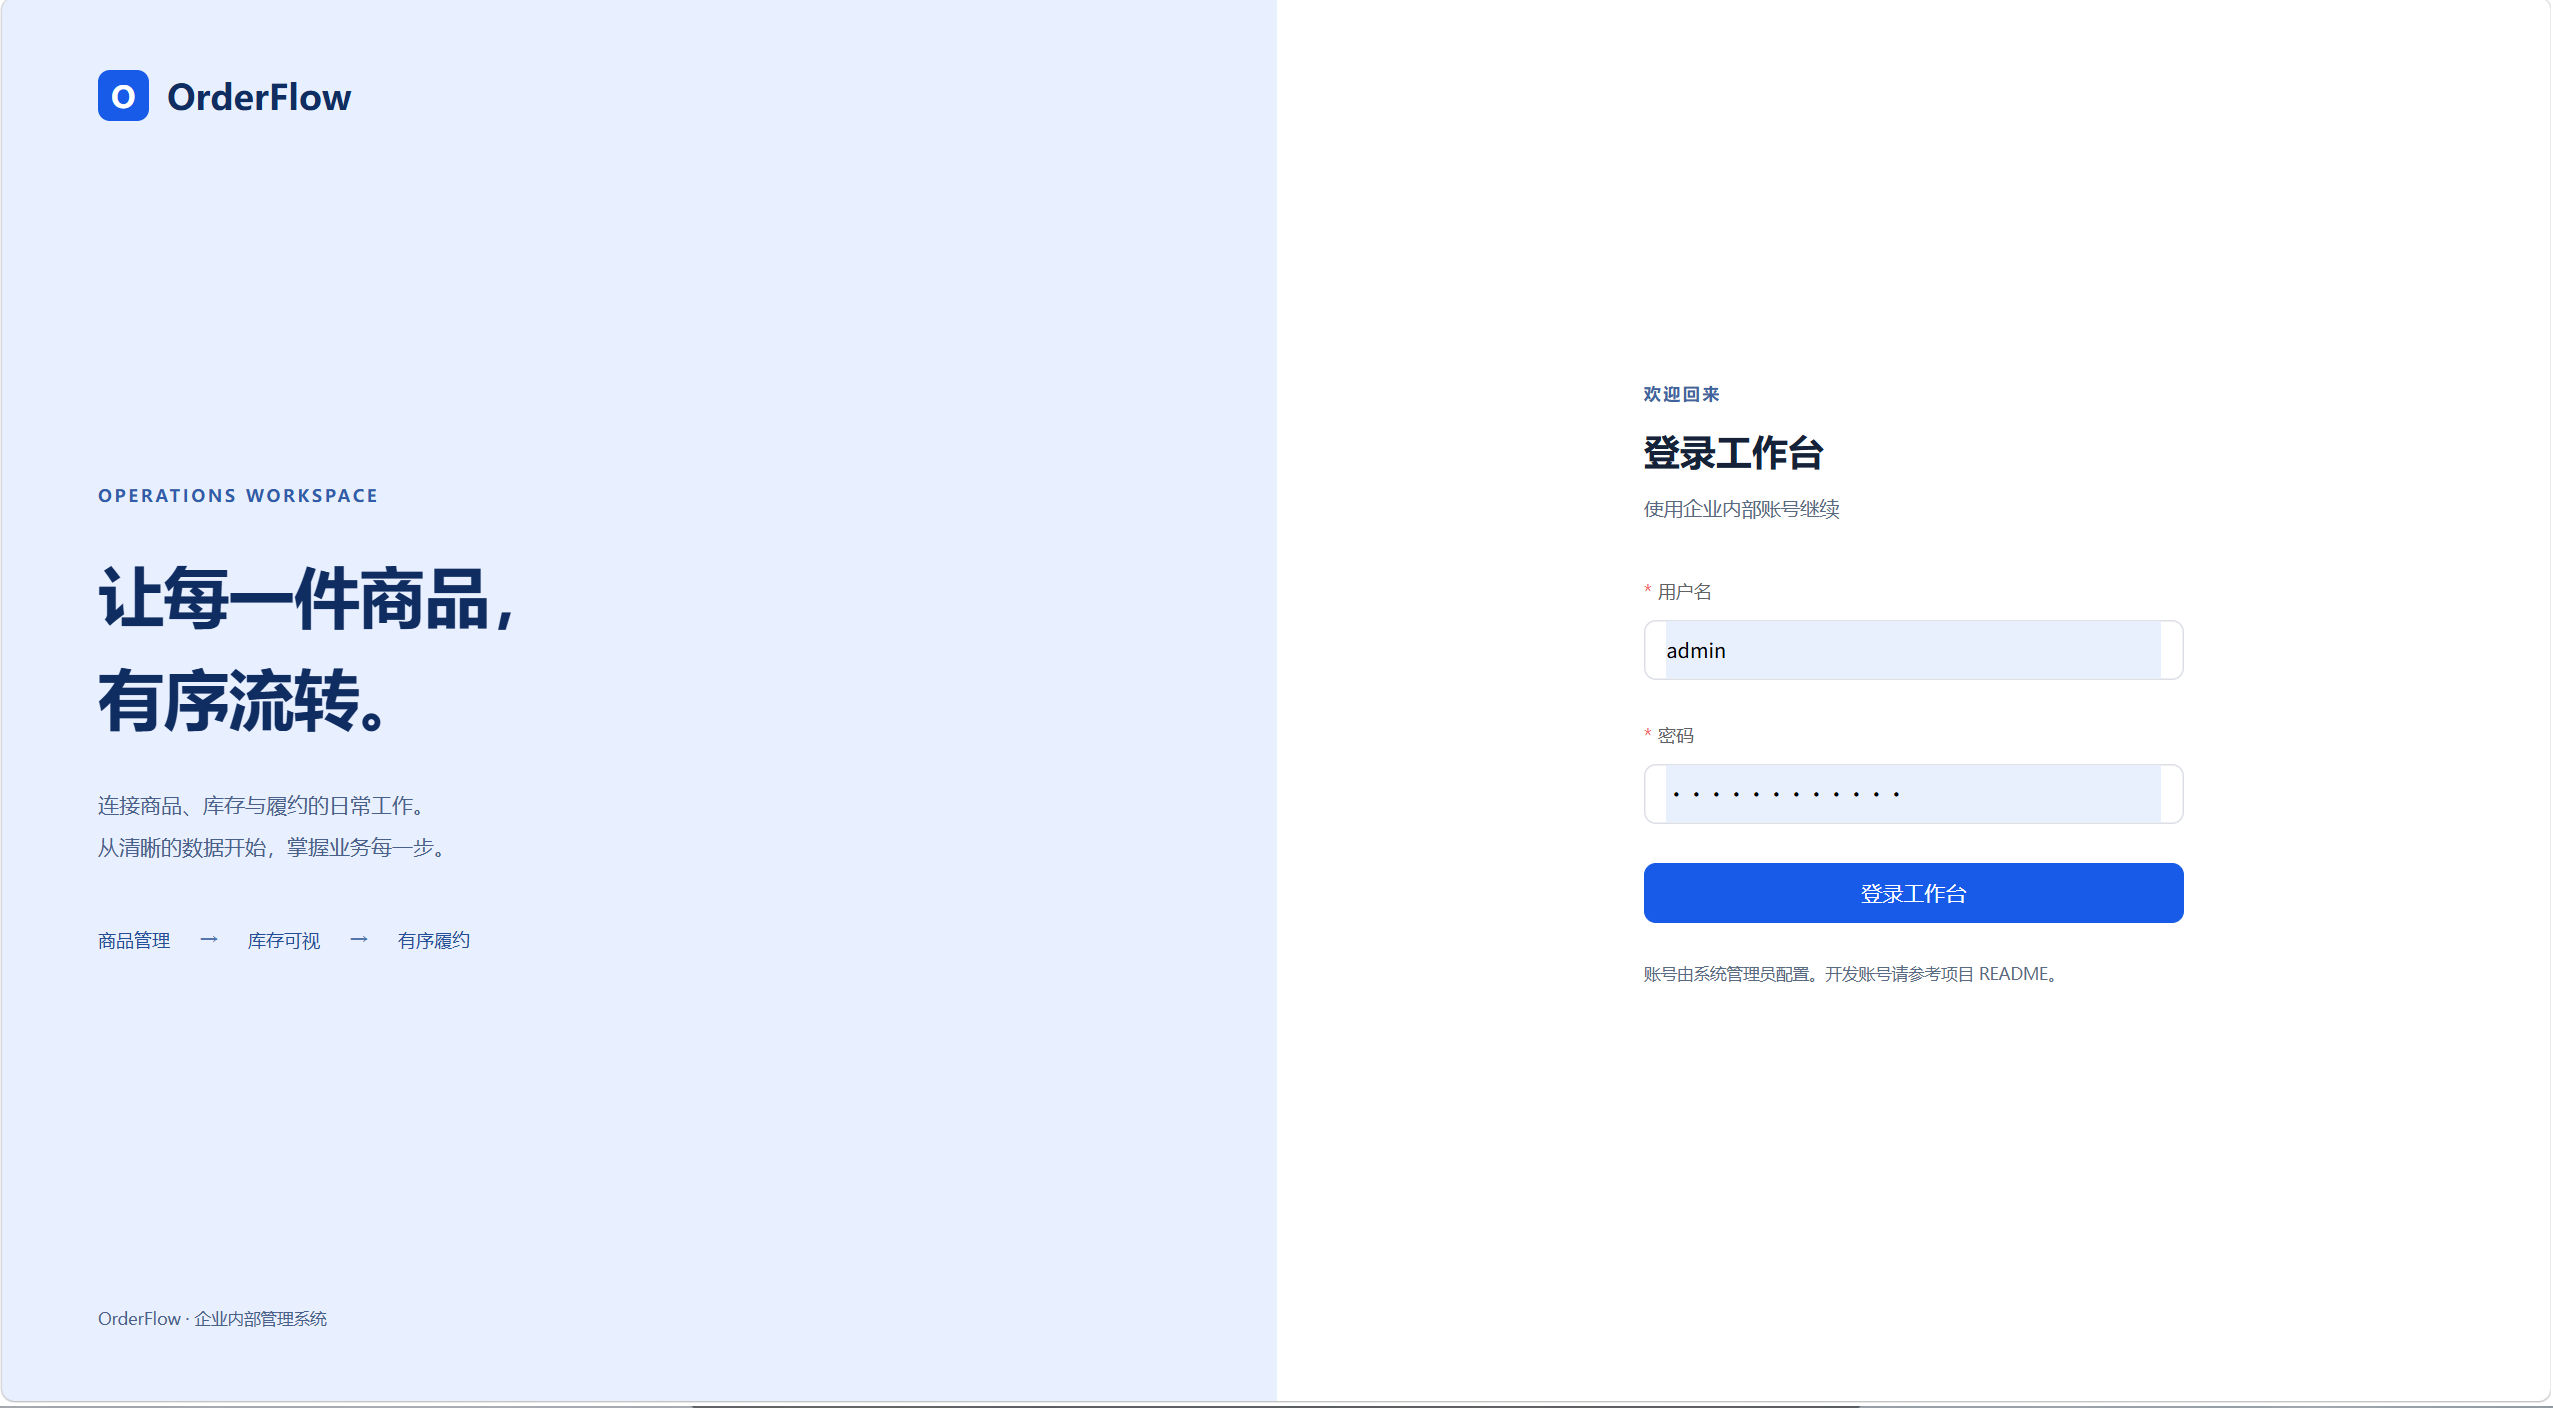 O OrderFlow
OPERATIONS WORKSPACE
让每一件商品，
有序流转。
连接商品、库存与履约的日常工作。
从清晰的数据开始，掌握业务每一步。
商品管理 → 库存可视 → 有序履约
OrderFlow · 企业内部管理系统
欢迎回来
登录工作台
使用企业内部账号继续
* 用户名
admin
* 密码
············
登录工作台
账号由系统管理员配置。开发账号请参考项目 README。